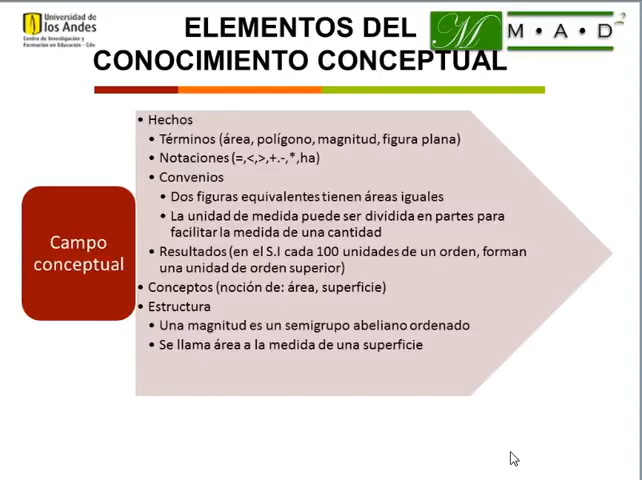 Universidad de
los Andes
Centro de Investigación y
Formación en Educación - Cife
ELEMENTOS DEL
CONOCIMIENTO CONCEPTUAL
M • A • D 2
• Hechos
• Términos (área, polígono, magnitud, figura plana)
• Notaciones (=,<,>,+.-,*,ha)
• Convenios
• Dos figuras equivalentes tienen áreas iguales
• La unidad de medida puede ser dividida en partes para
facilitar la medida de una cantidad
• Resultados (en el S.I cada 100 unidades de un orden, forman
una unidad de orden superior)
• Conceptos (noción de: área, superficie)
• Estructura
• Una magnitud es un semigrupo abeliano ordenado
• Se llama área a la medida de una superficie
Campo
conceptual